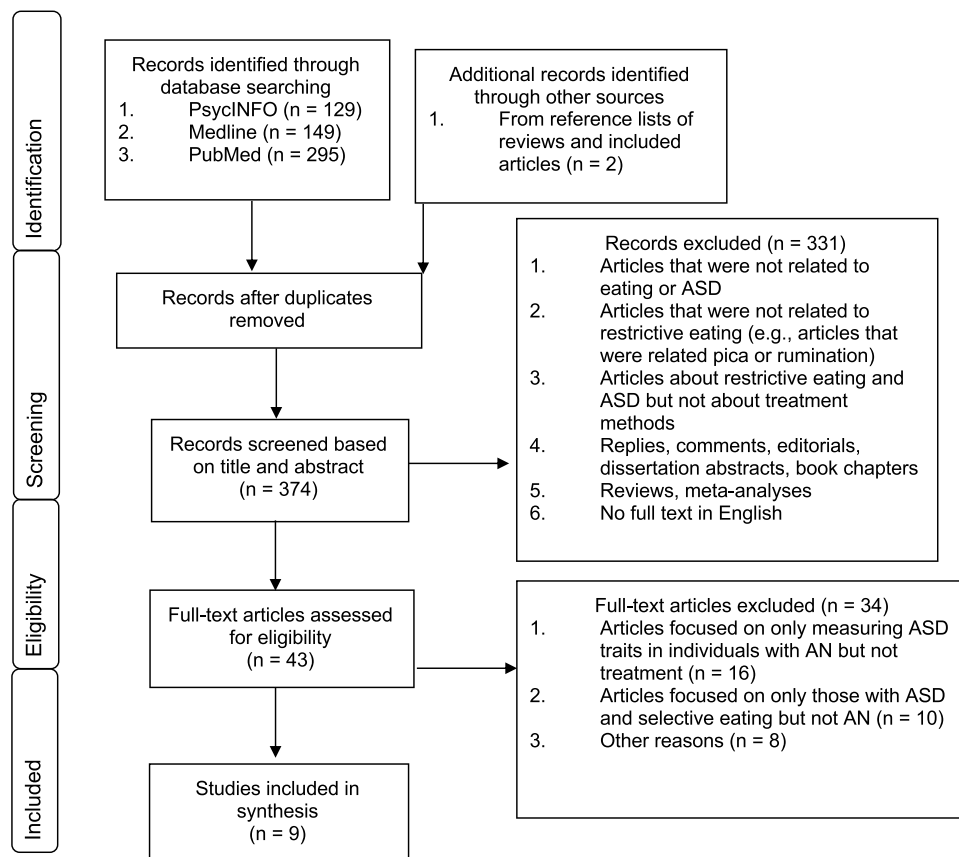 Identification
Records identified through
database searching
1. PsycINFO (n = 129)
2. Medline (n = 149)
3. PubMed (n = 295)
Additional records identified
through other sources
1. From reference lists of
reviews and included
articles (n = 2)
Screening
Records after duplicates
removed
Records screened based
on title and abstract
(n = 374)
Records excluded (n = 331)
1. Articles that were not related to
eating or ASD
2. Articles that were not related to
restrictive eating (e.g., articles that
were related pica or rumination)
3. Articles about restrictive eating and
ASD but not about treatment
methods
4. Replies, comments, editorials,
dissertation abstracts, book chapters
5. Reviews, meta-analyses
6. No full text in English
Eligibility
Full-text articles assessed
for eligibility
(n = 43)
Full-text articles excluded (n = 34)
1. Articles focused on only measuring ASD
traits in individuals with AN but not
treatment (n = 16)
2. Articles focused on only those with ASD
and selective eating but not AN (n = 10)
3. Other reasons (n = 8)
Included
Studies included in
synthesis
(n = 9)